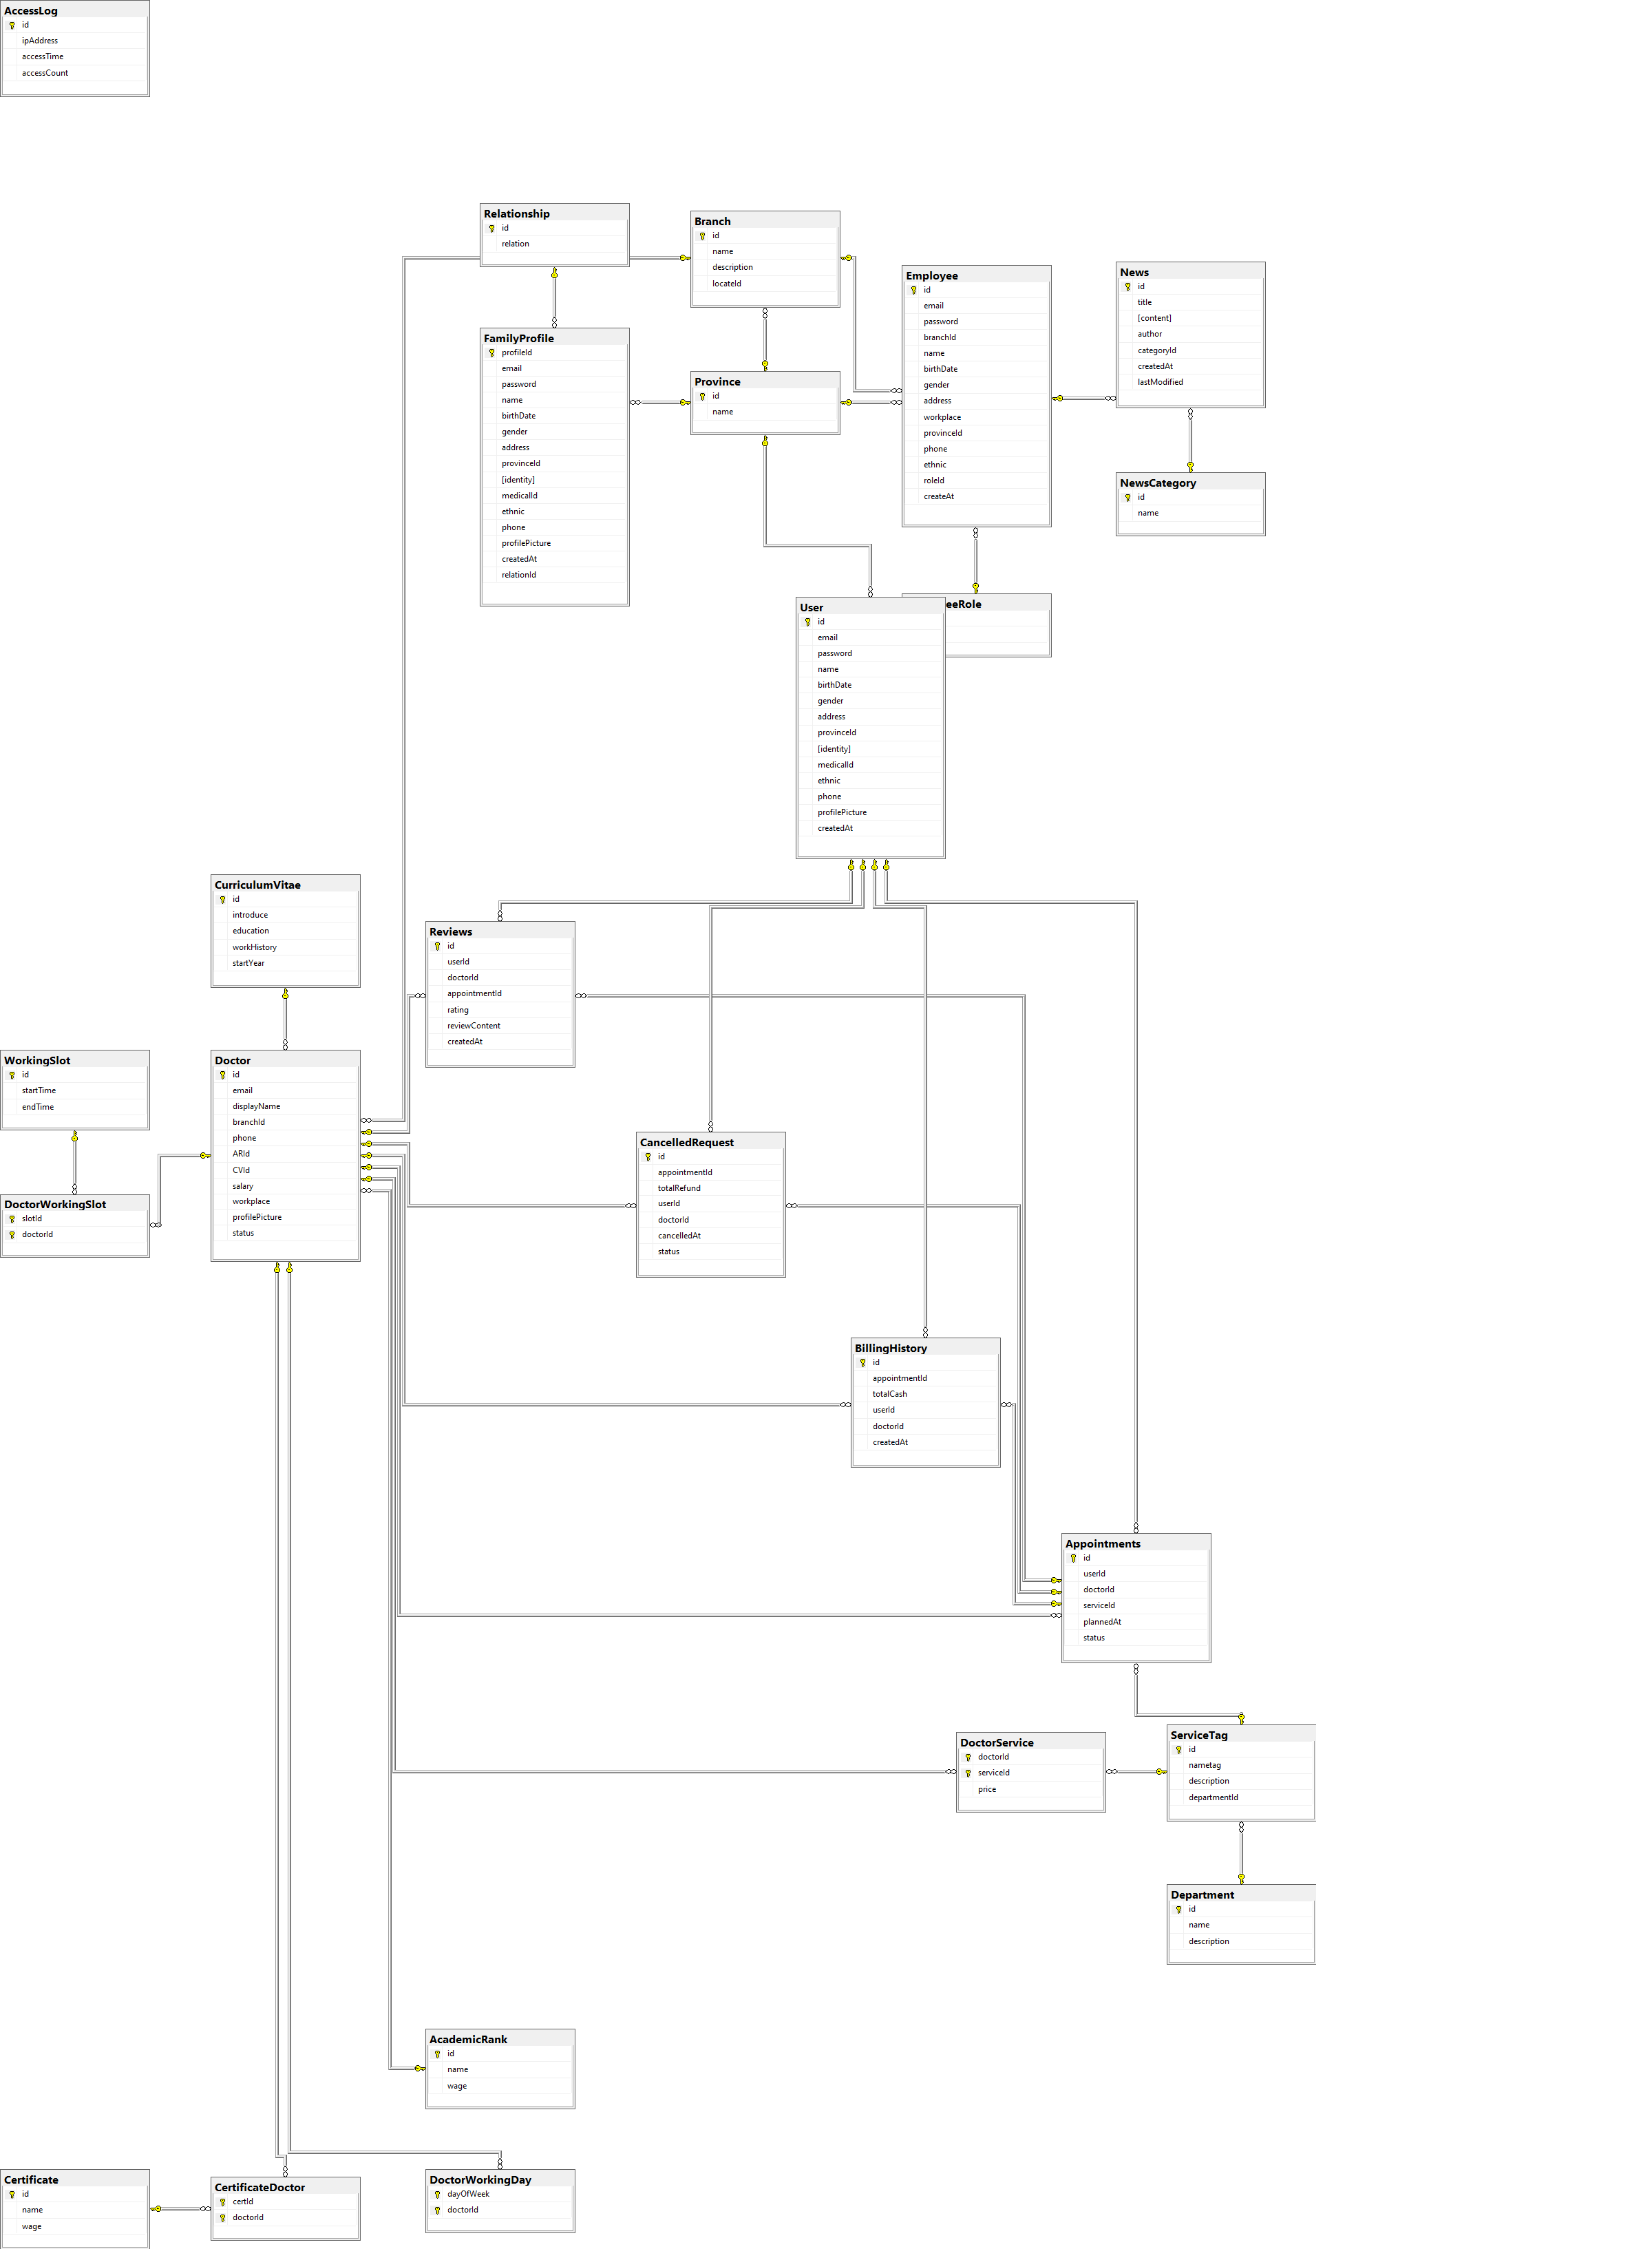 AccessLog
id
ipAddress
accessTime
accessCount
Relationship
id
relation
Branch
id
name
description
locateId
Employee
id
email
password
branchId
name
birthDate
gender
address
workplace
provinceId
phone
ethnic
roleId
createAt
News
id
title
[content]
author
categoryId
createdAt
lastModified
FamilyProfile
profileId
email
password
name
birthDate
gender
address
provinceId
[identity]
medicalId
ethnic
phone
profilePicture
createdAt
relationId
Province
id
name
NewsCategory
id
name
eeRole
User
id
email
password
name
birthDate
gender
address
provinceId
[identity]
medicalId
ethnic
phone
profilePicture
createdAt
CurriculumVitae
id
introduce
education
workHistory
startYear
Reviews
id
userId
doctorId
appointmentId
rating
reviewContent
createdAt
WorkingSlot
id
startTime
endTime
Doctor
id
email
displayName
branchId
phone
ARId
CVId
salary
workplace
profilePicture
status
DoctorWorkingSlot
slotId
doctorId
CancelledRequest
id
appointmentId
totalRefund
userId
doctorId
cancelledAt
status
BillingHistory
id
appointmentId
totalCash
userId
doctorId
createdAt
Appointments
id
userId
doctorId
serviceId
plannedAt
status
DoctorService
doctorId
serviceId
price
ServiceTag
id
nametag
description
departmentId
Department
id
name
description
AcademicRank
id
name
wage
Certificate
id
name
wage
CertificateDoctor
certId
doctorId
DoctorWorkingDay
dayOfWeek
doctorId